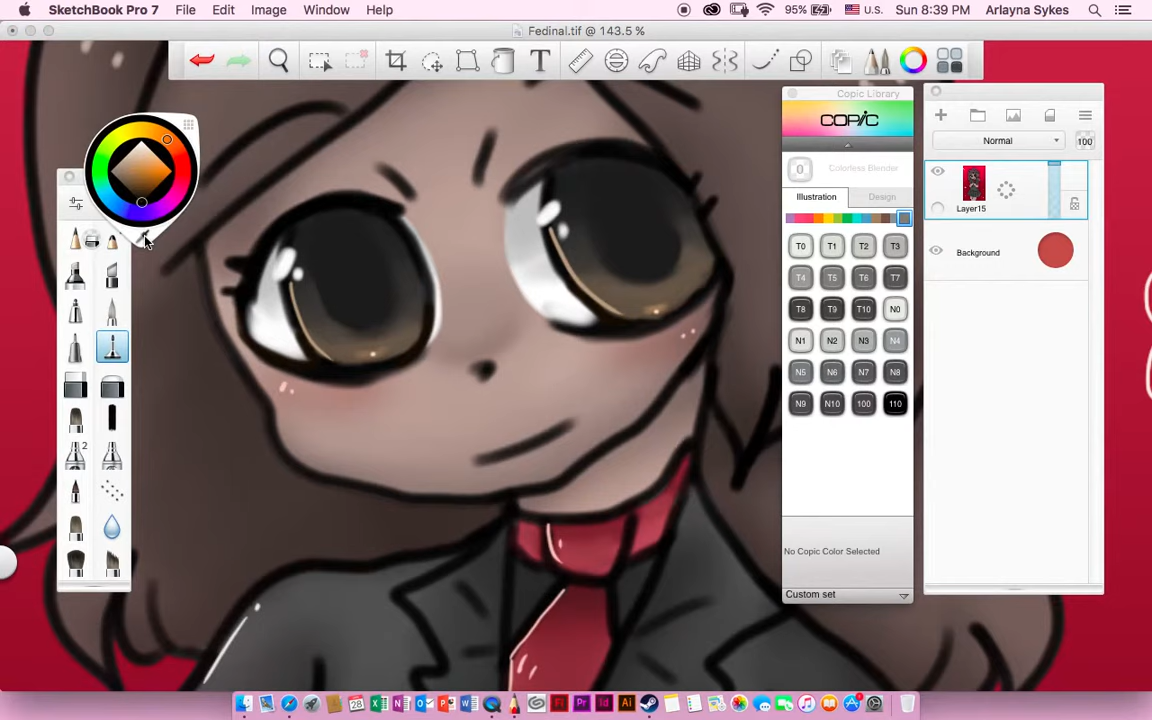 SketchBook Pro 7 File Edit Image Window Help 95% U.S. Sun 8:39 PM Arlayna Sykes
Fedinal.tif @ 143.5 %
T
Copic Library
COPIC
0 Colorless Blender
Illustration Design
T0 T1 T2 T3
T4 T5 T6 T7
T8 T9 T10 N0
N1 N2 N3 N4
N5 N6 N7 N8
N9 N10 100 110
No Copic Color Selected
Custom set
Normal 100
Layer15
Background
2
28